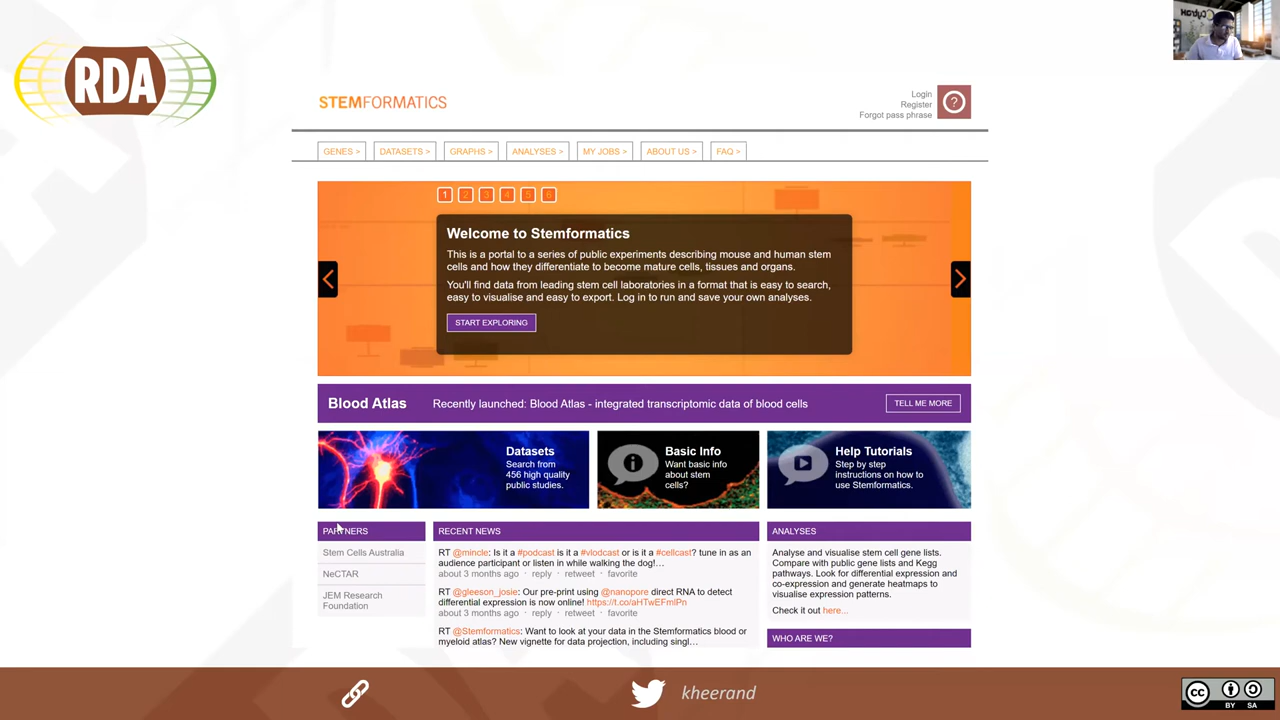 RDA
STEMFORMATICS
Login
Register
Forgot pass phrase
?
GENES > DATASETS > GRAPHS > ANALYSES > MY JOBS > ABOUT US > FAQ >
1 2 3 4 5 6
Welcome to Stemformatics
This is a portal to a series of public experiments describing mouse and human stem
cells and how they differentiate to become mature cells, tissues and organs.
You'll find data from leading stem cell laboratories in a format that is easy to search,
easy to visualise and easy to export. Log in to run and save your own analyses.
START EXPLORING
Blood Atlas
Recently launched: Blood Atlas - integrated transcriptomic data of blood cells
TELL ME MORE
Datasets
Search from
456 high quality
public studies.
Basic Info
Want basic info
about stem
cells?
Help Tutorials
Step by step
instructions on how to
use Stemformatics.
PARTNERS
Stem Cells Australia
NeCTAR
JEM Research
Foundation
RECENT NEWS
RT @mincle: Is it a #podcast is it a #vlodcast or is it a #cellcast? tune in as an
audience participant or listen in while walking the dog!…
about 3 months ago · reply · retweet · favorite
RT @gleeson_josie: Our pre-print using @nanopore direct RNA to detect
differential expression is now online! https://t.co/aHTwEFmlPn
about 3 months ago · reply · retweet · favorite
RT @Stemformatics: Want to look at your data in the Stemformatics blood or
myeloid atlas? New vignette for data projection, including singl…
ANALYSES
Analyse and visualise stem cell gene lists.
Compare with public gene lists and Kegg
pathways. Look for differential expression and
co-expression and generate heatmaps to
visualise expression patterns.
Check it out here...
WHO ARE WE?
kheerand
cc BY SA